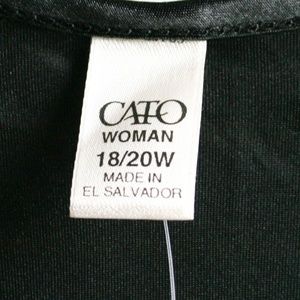 CATO
WOMAN
18/20W
MADE IN
EL SALVADOR